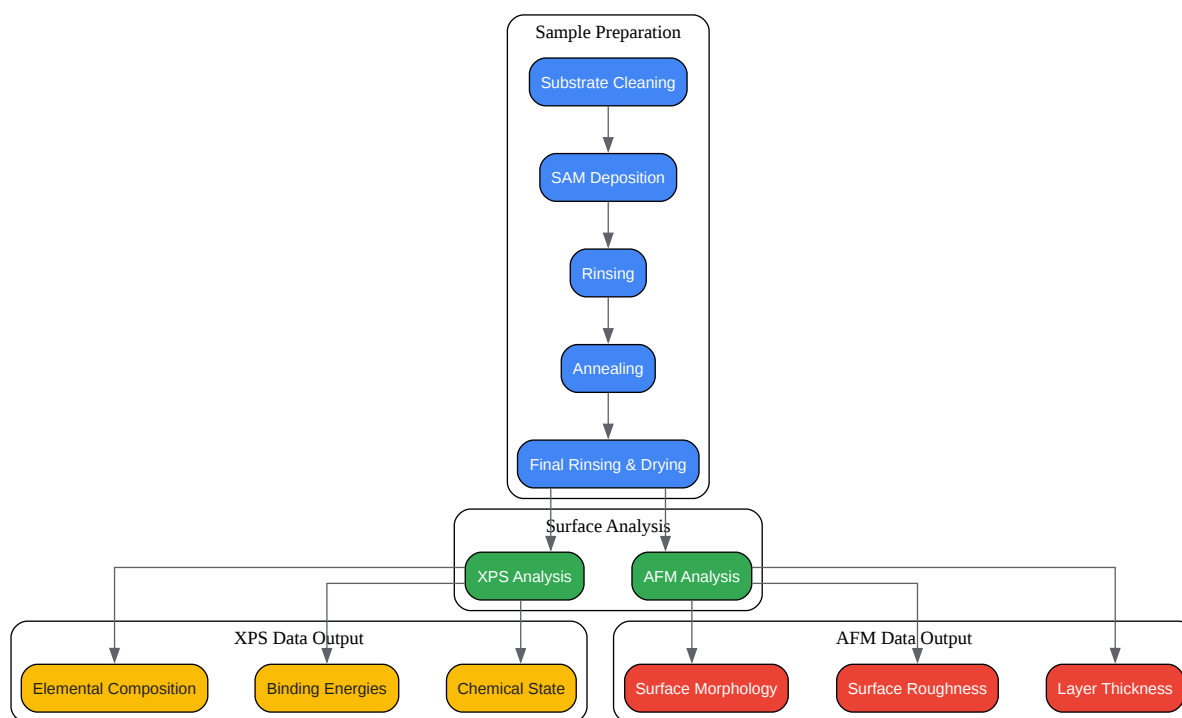 Sample Preparation
Substrate Cleaning
SAM Deposition
Rinsing
Annealing
Final Rinsing & Drying
Surface Analysis
XPS Analysis
AFM Analysis
XPS Data Output
AFM Data Output
Elemental Composition
Binding Energies
Chemical State
Surface Morphology
Surface Roughness
Layer Thickness